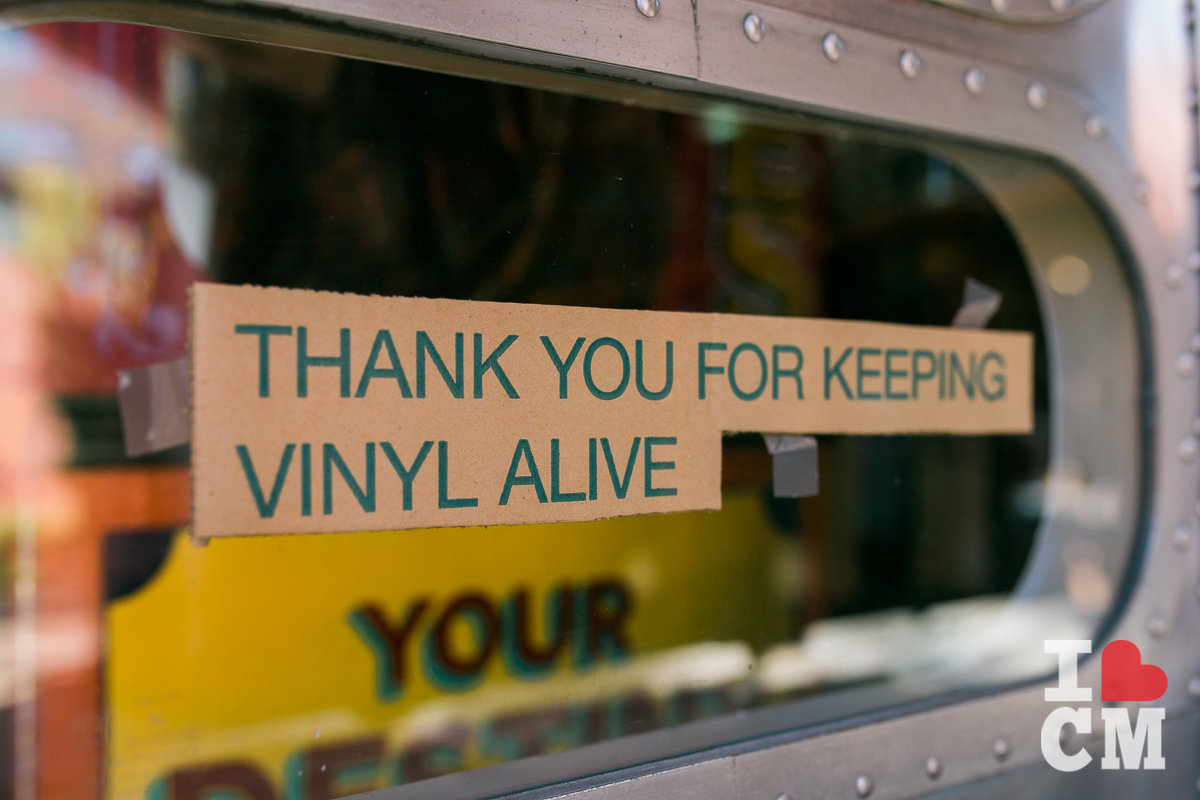 THANK YOU FOR KEEPING
VINYL ALIVE
YOUR
I
CM